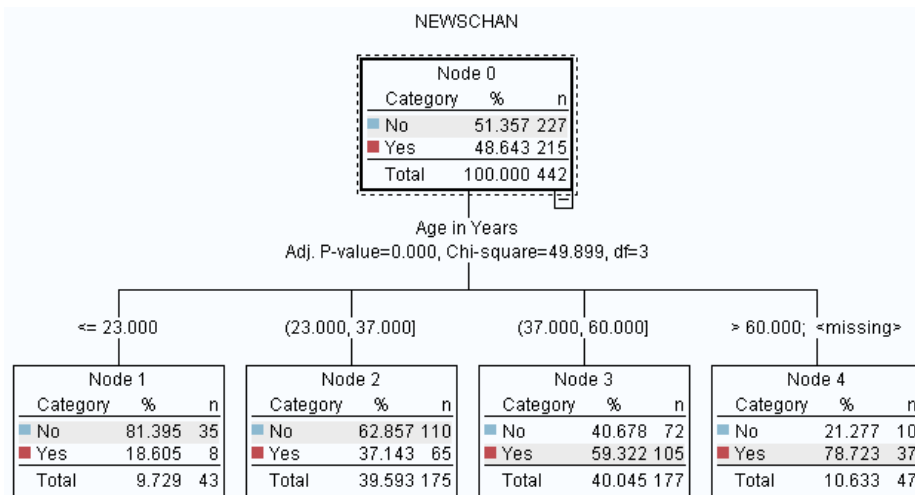 NEWSCHAN
Node 0
Category % n
No 51.357 227
Yes 48.643 215
Total 100.000 442
Age in Years
Adj. P-value=0.000, Chi-square=49.899, df=3
<= 23.000
(23.000, 37.000]
(37.000, 60.000]
> 60.000; <missing>
Node 1
Category % n
No 81.395 35
Yes 18.605 8
Total 9.729 43
Node 2
Category % n
No 62.857 110
Yes 37.143 65
Total 39.593 175
Node 3
Category % n
No 40.678 72
Yes 59.322 105
Total 40.045 177
Node 4
Category % n
No 21.277 10
Yes 78.723 37
Total 10.633 47